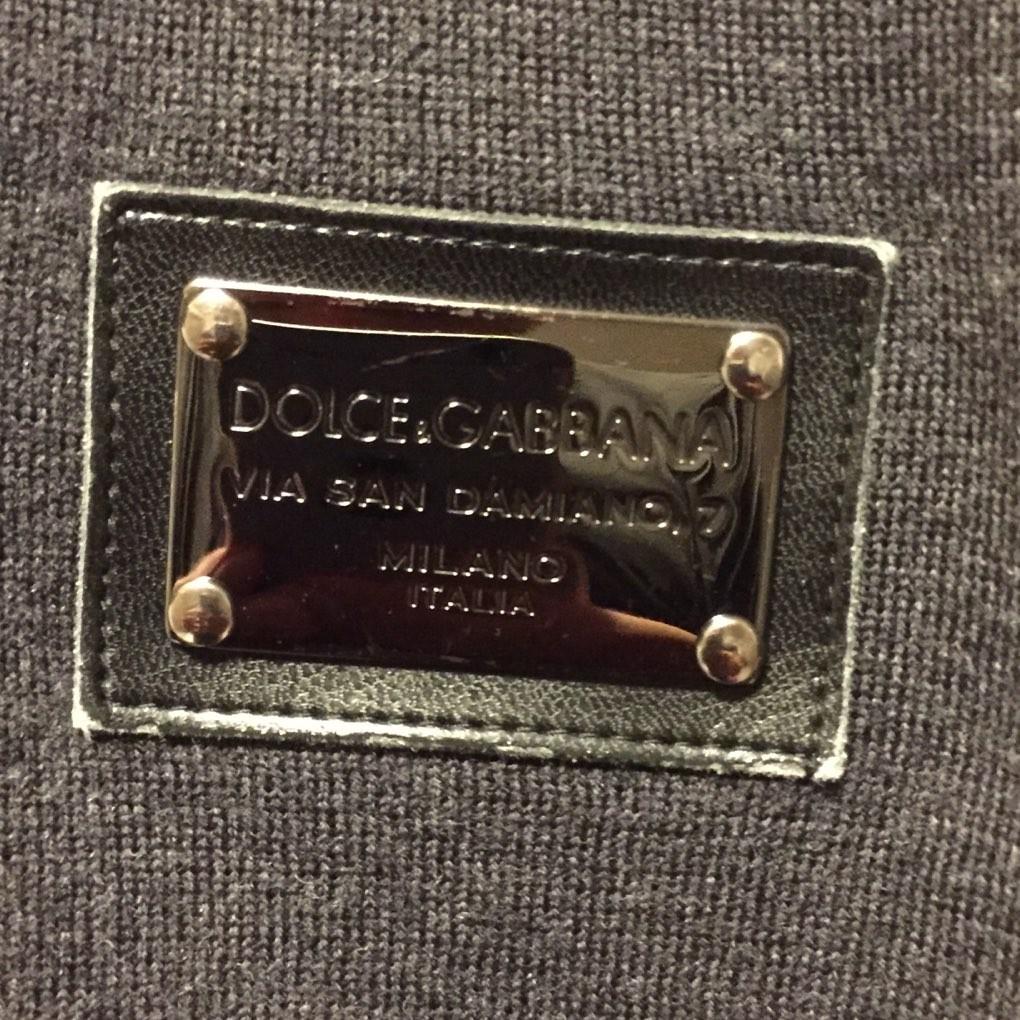 DOLCE&GABBANA
VIA SAN DAMIANO, 7
MILANO
ITALIA